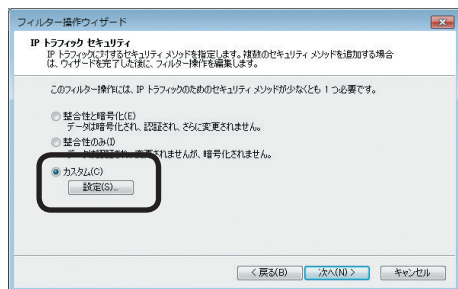 フィルター操作ウィザード
IP トラフィック セキュリティ
IP トラフィックに対するセキュリティ メソッドを指定します。複数のセキュリティ メソッドを追加する場合
は、ウィザードを完了した後に、フィルター操作を編集します。
このフィルター操作には、IP トラフィックのためのセキュリティ メソッドが少なくとも 1 つ必要です。
整合性と暗号化(E)
データは暗号化され、認証され、さらに変更されません。
整合性のみ(I)
データは認証され、変更されませんが、暗号化されません。
カスタム(C)
設定(S)...
< 戻る(B)
次へ(N) >
キャンセル